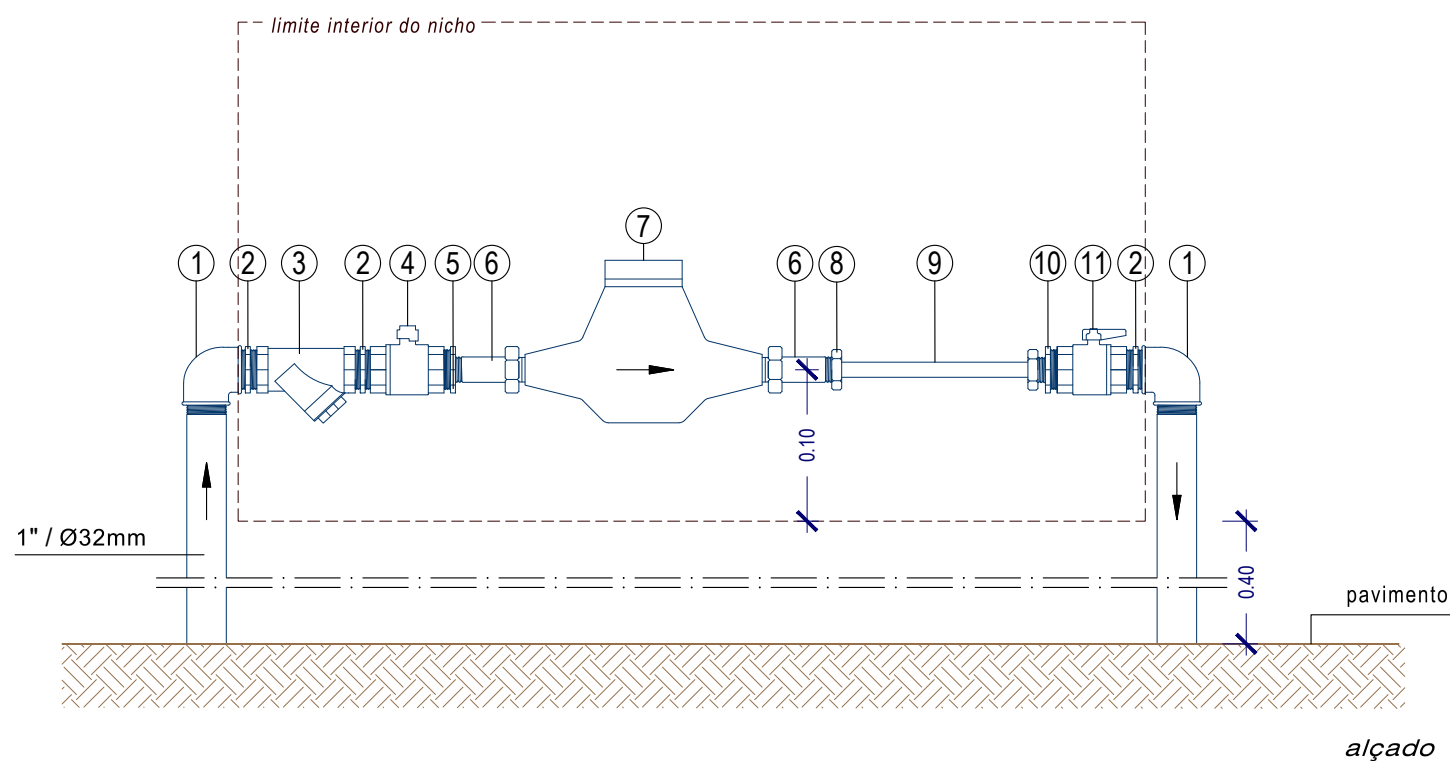 limite interior do nicho
7
1 2 3 2 4 5 6 6 8 9 10 11 2 1
0.10
1" / Ø32mm
0.40
pavimento
alçado